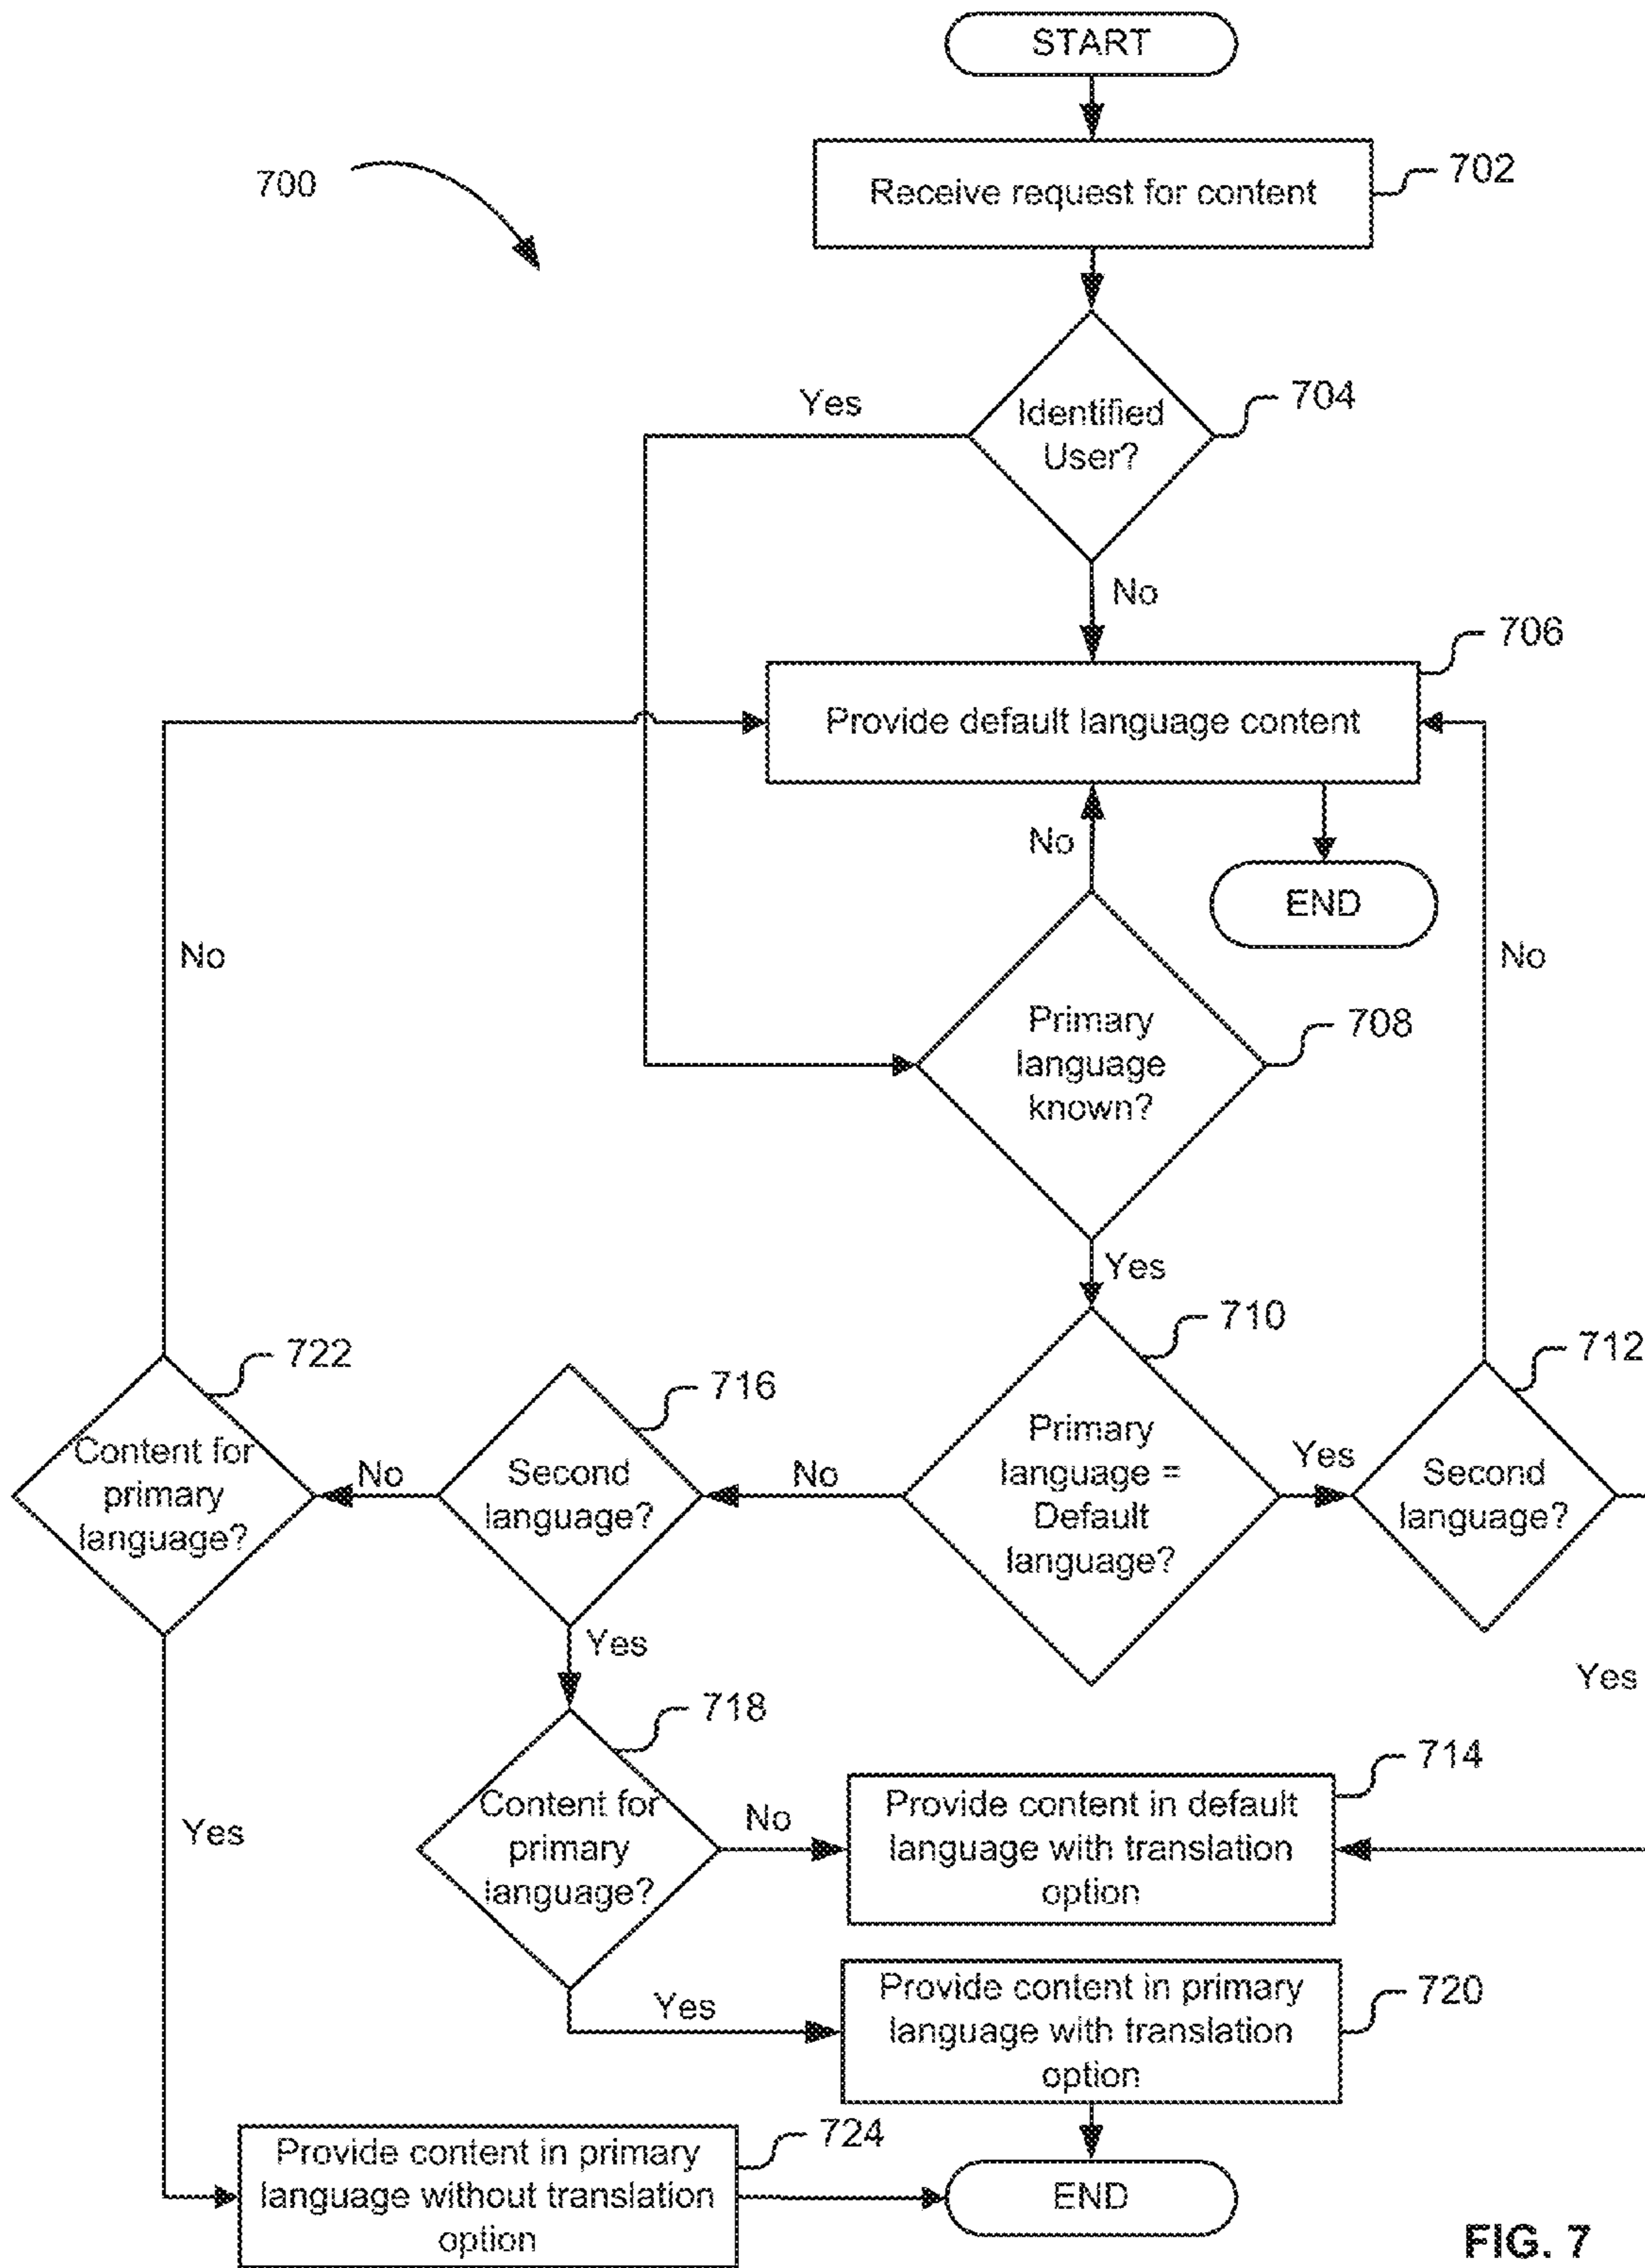 START
700
Receive request for content
702
Yes
Identified
User?
704
No
706
Provide default language content
No
END
No
No
Primary
language
known?
708
Yes
710
722
716
712
Content for
primary
language?
No
Second
language?
No
Primary
language =
Default
language?
Yes
Second
language?
Yes
Yes
718
714
Yes
Content for
primary
language?
No
Provide content in default
language with translation
option
Yes
Provide content in primary
language with translation
option
720
724
Provide content in primary
language without translation
option
END
FIG. 7